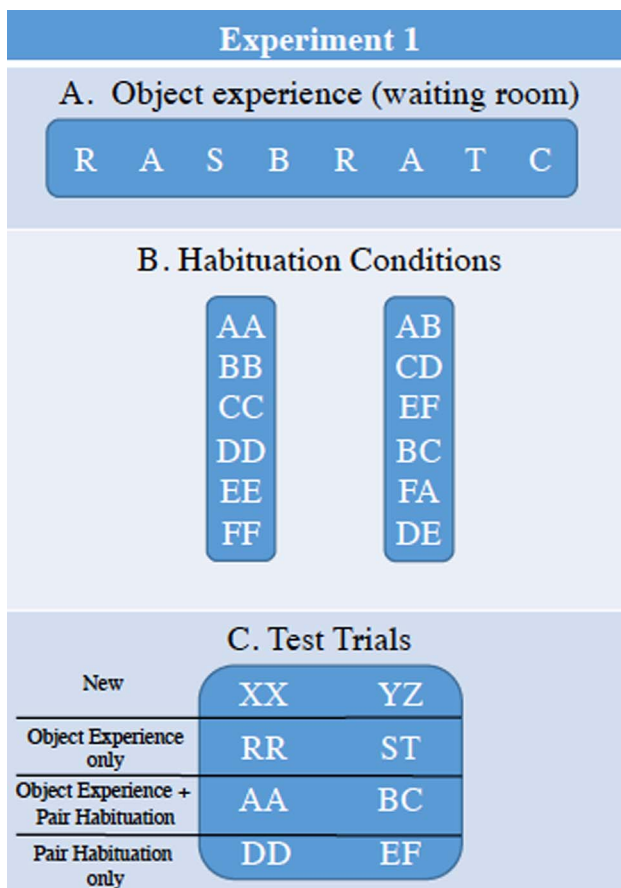 Experiment 1
A. Object experience (waiting room)
R A S B R A T C
B. Habituation Conditions
AA AB
BB CD
CC EF
DD BC
EE FA
FF DE
C. Test Trials
New XX YZ
Object Experience
only RR ST
Object Experience +
Pair Habituation AA BC
Pair Habituation
only DD EF